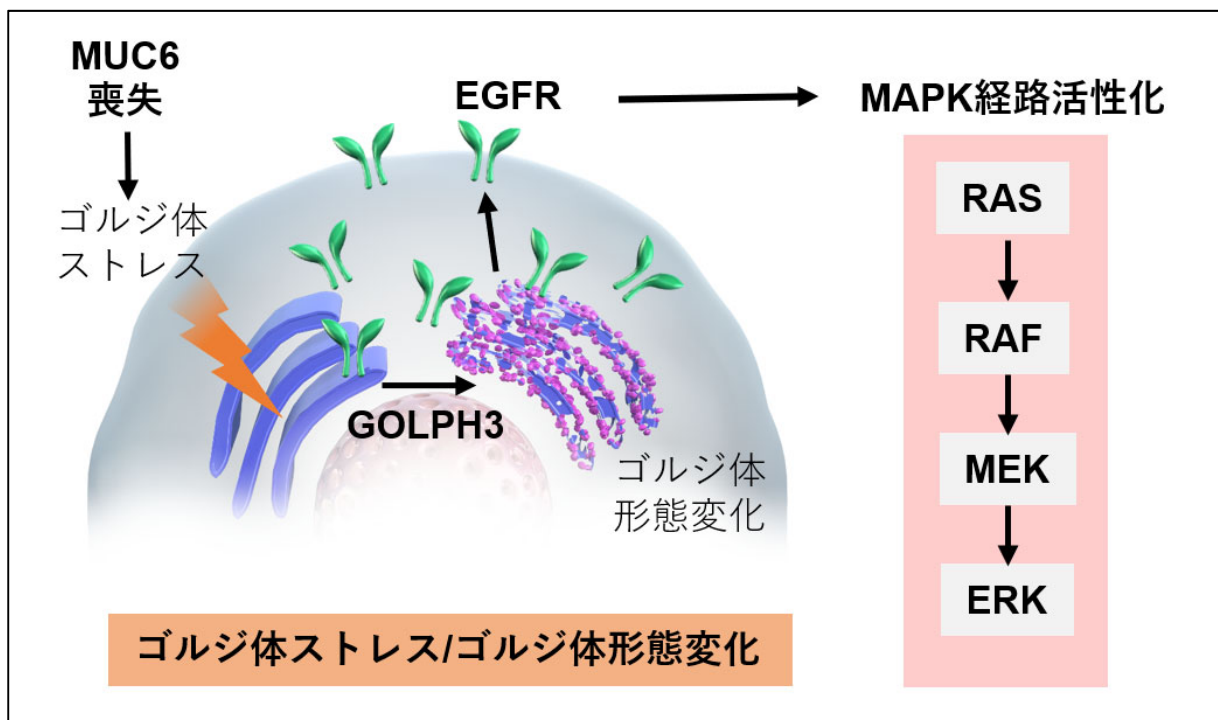 MUC6
喪失
ゴルジ体
ストレス
EGFR
GOLPH3
ゴルジ体
形態変化
MAPK経路活性化
RAS
RAF
MEK
ERK
ゴルジ体ストレス/ゴルジ体形態変化